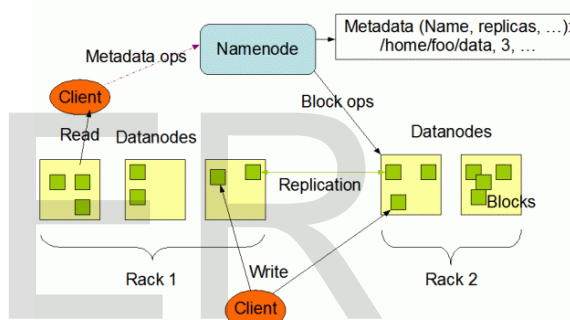 Metadata (Name, replicas, …):
/home/foo/data, 3, …
Namenode
Metadata ops
Client
Block ops
Read
Datanodes
Datanodes
Replication
Blocks
Rack 1
Write
Rack 2
Client
ER